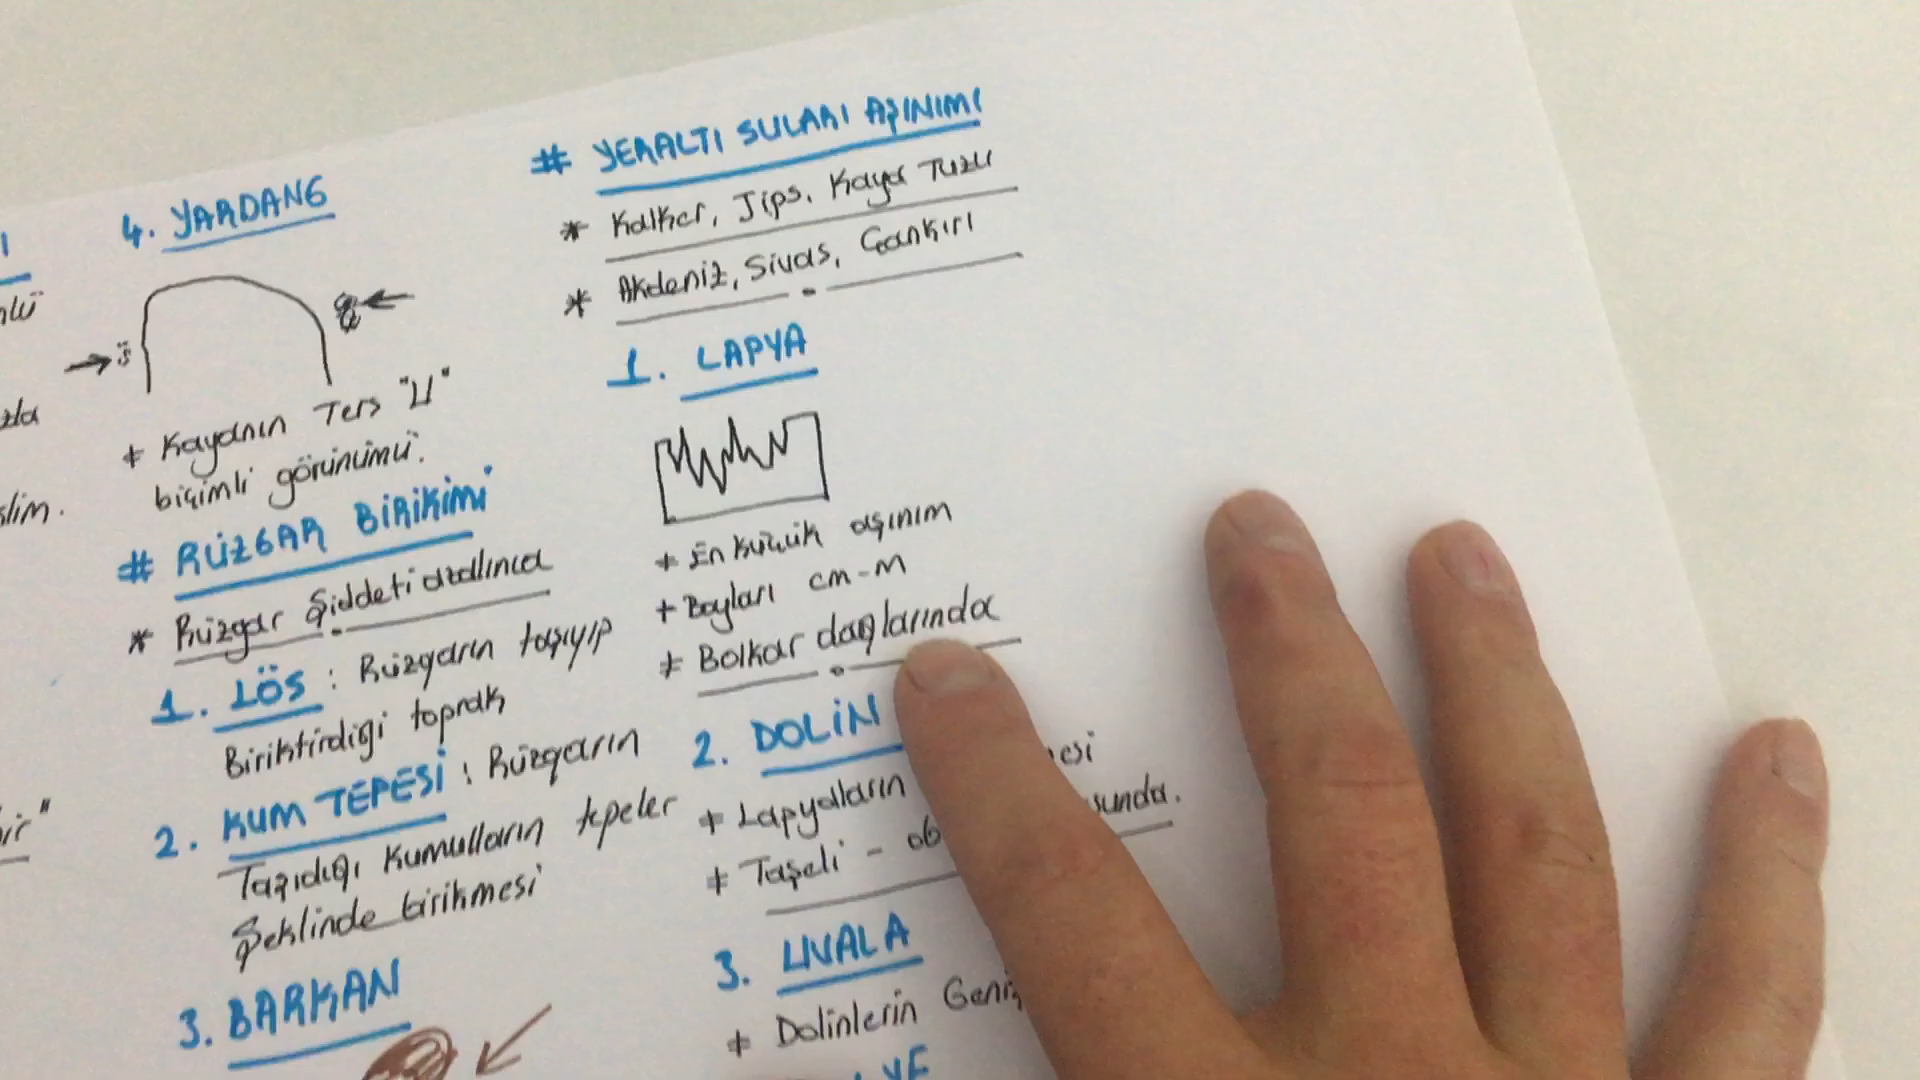 4. YARDANG
+ Kayanın Ters "U"
biçimli görünümü.
# RÜZGAR BİRİKİMİ
* Rüzgar Şiddeti azalınca
1. LÖS : Rüzgarın taşıyıp
Biriktirdiği toprak
2. KUM TEPESİ : Rüzgarın
Taşıdığı Kumulların tepeler
Şeklinde birikmesi
3. BARKAN
# YERALTI SULARI AŞINIMI
* Kalker, Jips, Kaya Tuzu
* Akdeniz, Sivas, Çankırı
1. LAPYA
+ En küçük aşınım
+ Boyları cm-m
+ Bolkar dağlarında
2. DOLİN
+ Lapyaların
+ Taşeli -
3. UVALA
+ Dolinlerin